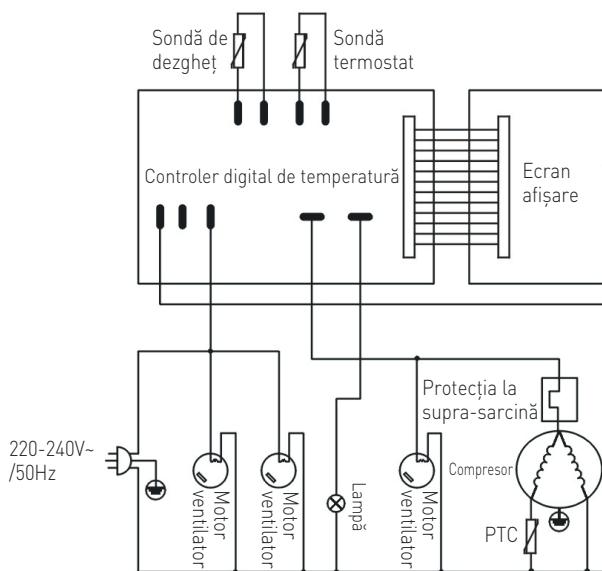 Sondă de
dezgheț
Sondă
termostat
Controler digital de temperatură
Ecran
afișare
Protecția la
supra-sarcină
220-240V~
/50Hz
Motor
ventilator
Motor
ventilator
Lampă
Motor
ventilator
Compresor
PTC